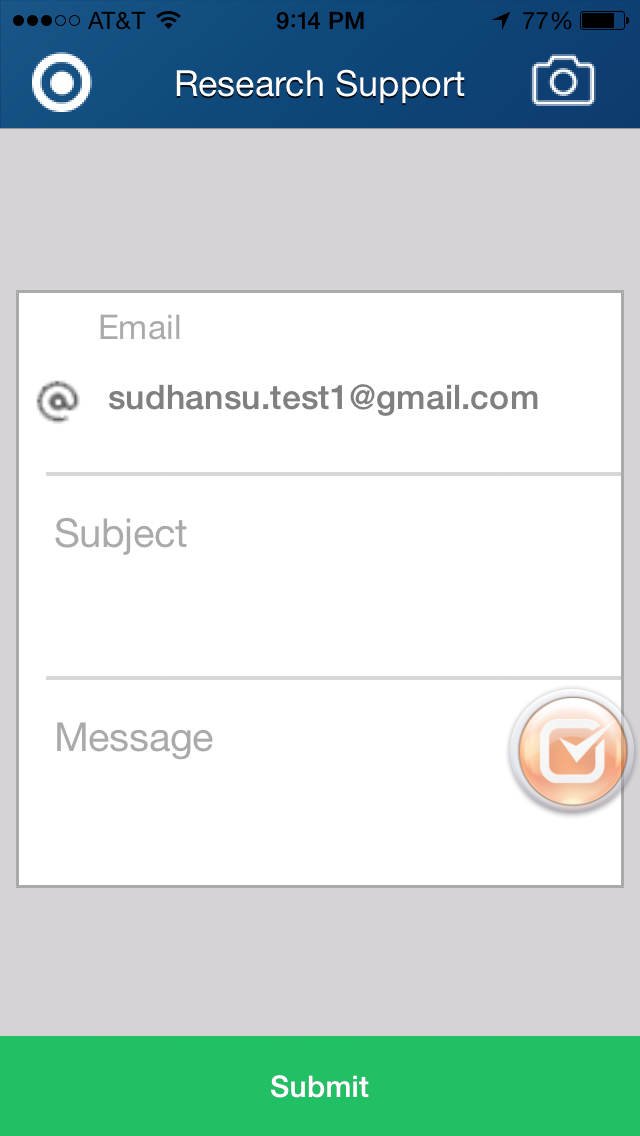 AT&T 9:14 PM 77%
Research Support
Email
@ sudhansu.test1@gmail.com
Subject
Message
Submit